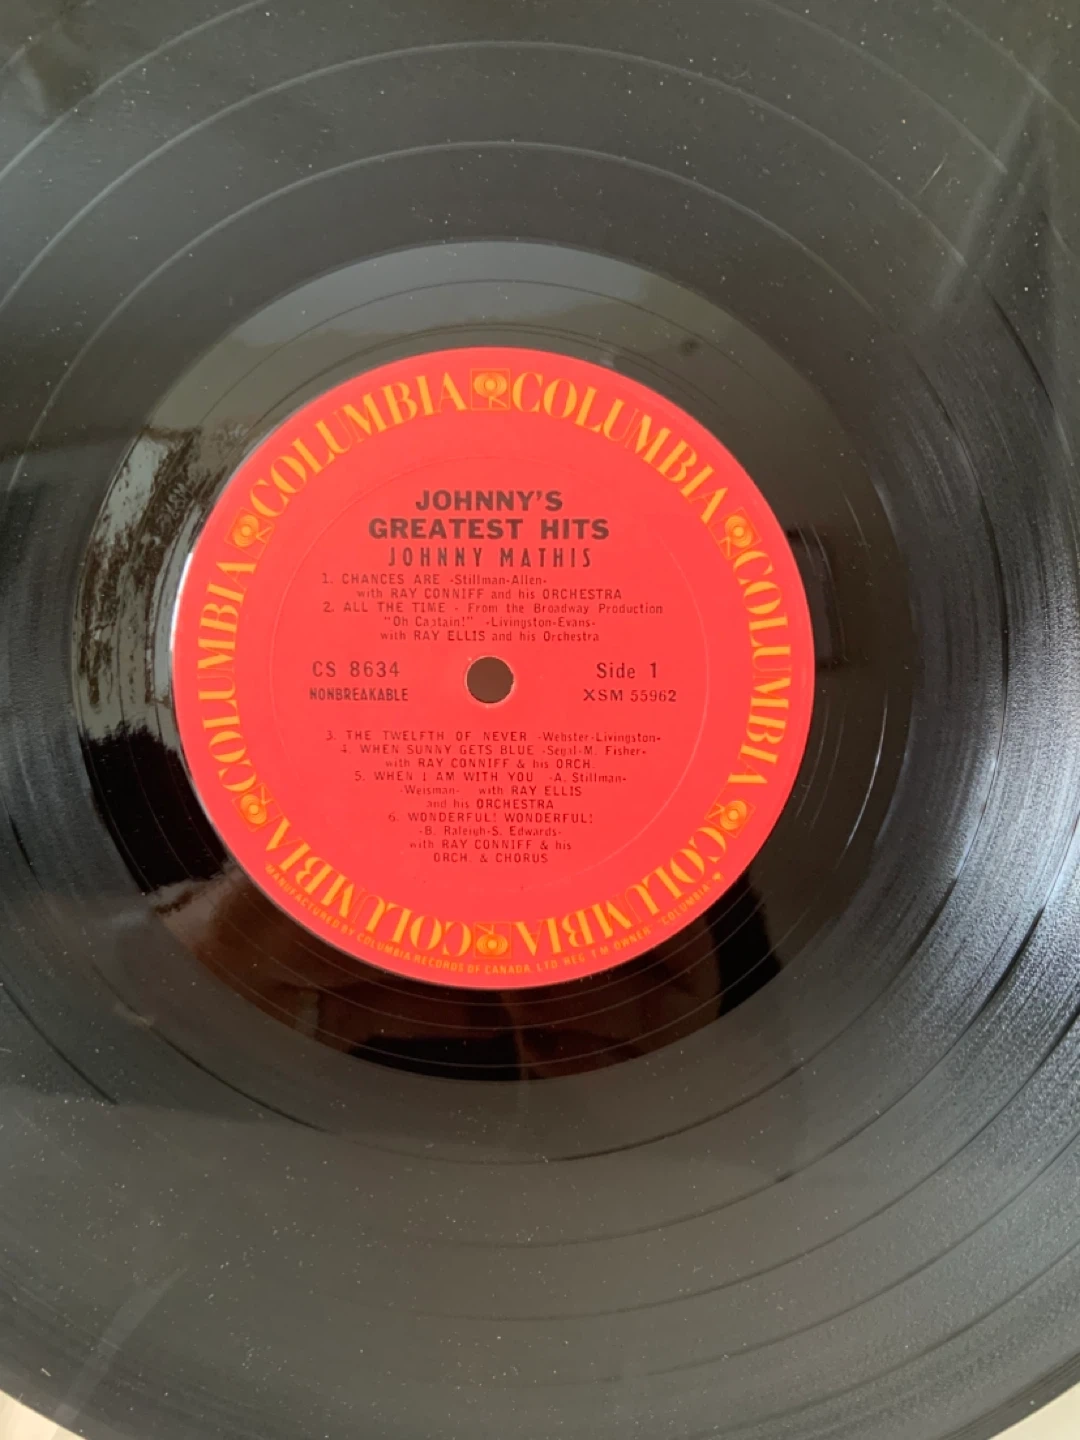 COLUMBIA COLUMBIA COLUMBIA COLUMBIA COLUMBIA COLUMBIA COLUMBIA COLUMBIA COLUMBIA COLUMBIA
JOHNNY'S
GREATEST HITS
JOHNNY MATHIS
1. CHANCES ARE -Stillman-Allen-
with RAY CONNIFF and his ORCHESTRA
2. ALL THE TIME - From the Broadway Production
"Oh Captain!" -Livingston-Evans-
with RAY ELLIS and his Orchestra
CS 8634 Side 1
NONBREAKABLE XSM 55962
3. THE TWELFTH OF NEVER -Webster-Livingston-
4. WHEN SUNNY GETS BLUE -Segal-M. Fisher-
with RAY CONNIFF & his ORCH.
5. WHEN I AM WITH YOU -A. Stillman-
-Weisman- with RAY ELLIS
and his ORCHESTRA
6. WONDERFUL! WONDERFUL!
-B. Raleigh-S. Edwards-
with RAY CONNIFF & his
ORCH. & CHORUS
MANUFACTURED BY COLUMBIA RECORDS OF CANADA, LTD REG T M OWNER "COLUMBIA"